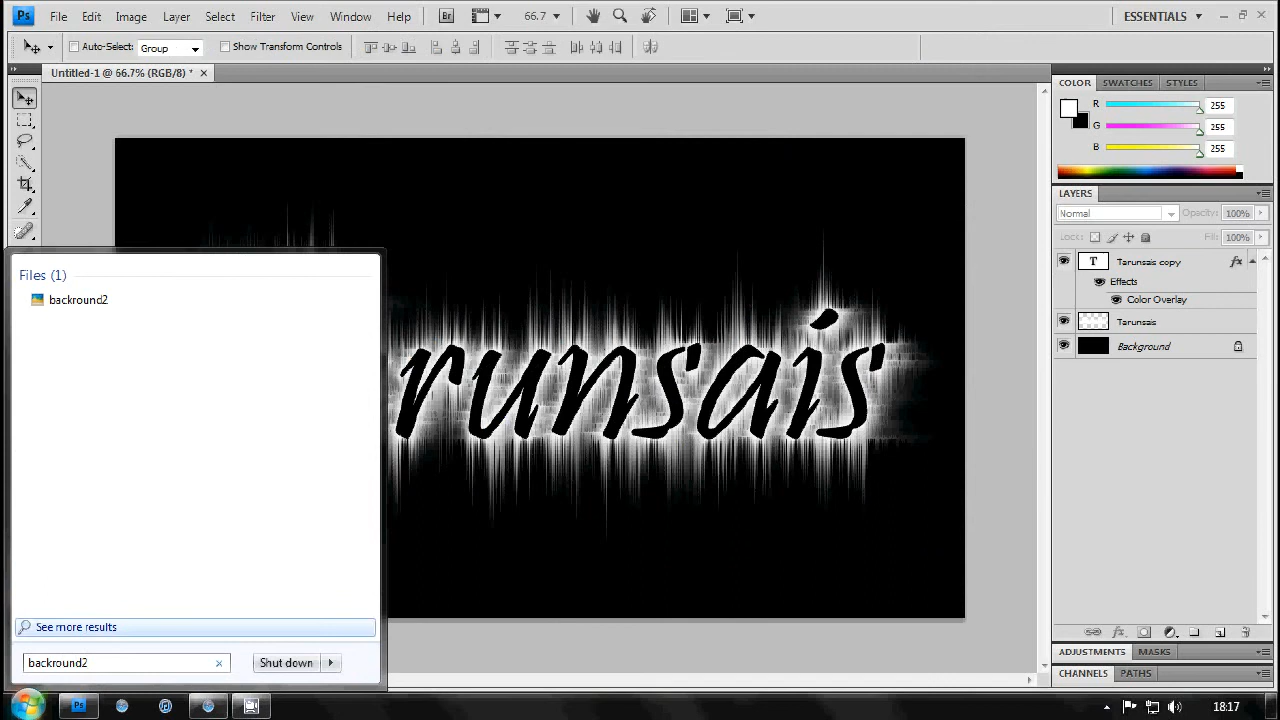 Ps File Edit Image Layer Select Filter View Window Help Br 66.7 ESSENTIALS
Auto-Select: Group Show Transform Controls
Untitled-1 @ 66.7% (RGB/8) *
COLOR SWATCHES STYLES
R 255
G 255
B 255
LAYERS
Normal Opacity: 100%
Lock: Fill: 100%
T Tarunsais copy fx
Effects
Color Overlay
Tarunsais
Background
runsais
Files (1)
backround2
See more results
backround2
Shut down
fx
ADJUSTMENTS MASKS
CHANNELS PATHS
Ps
18:17